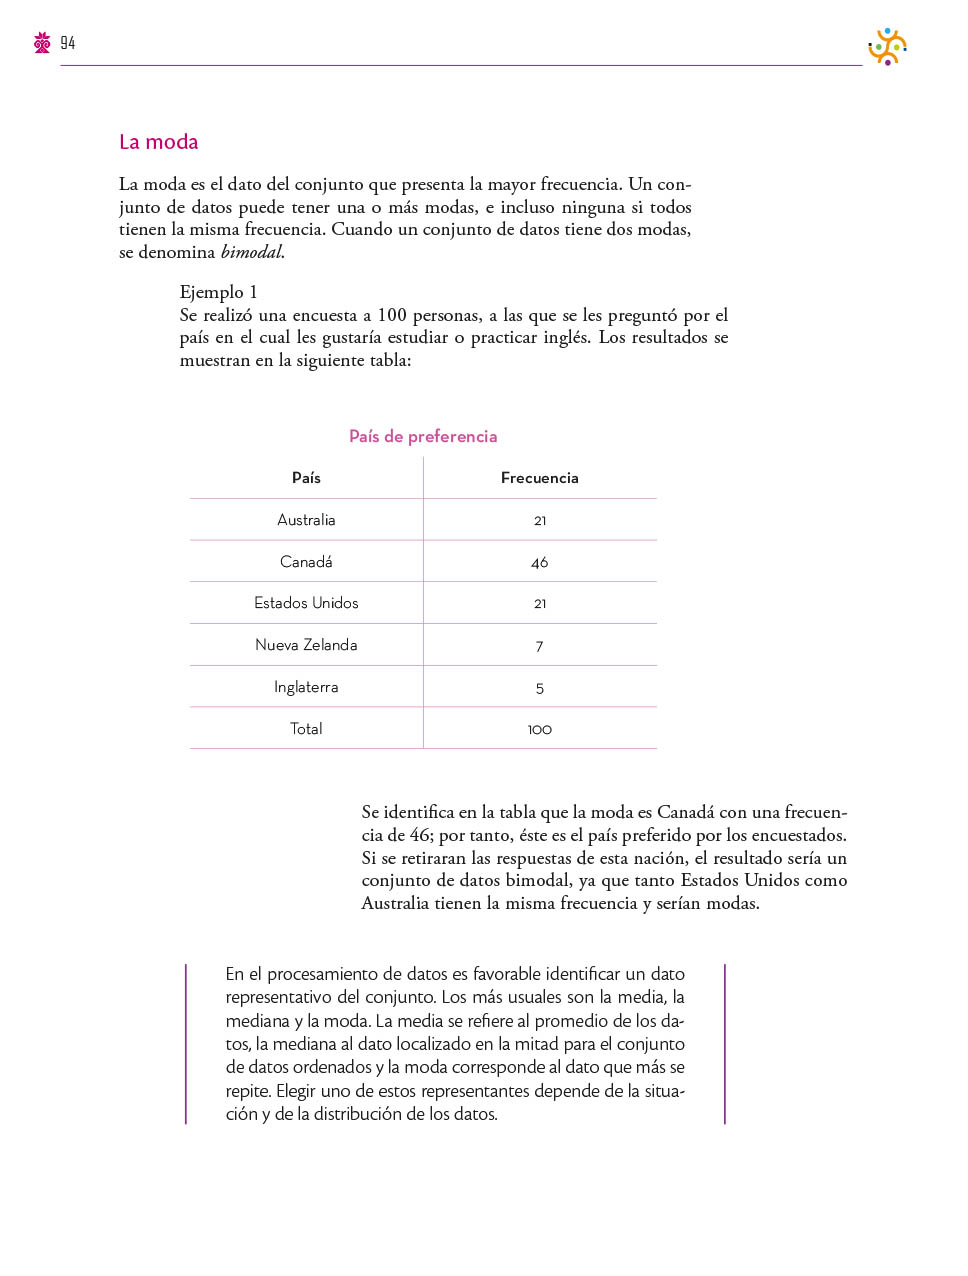 94
La moda
La moda es el dato del conjunto que presenta la mayor frecuencia. Un con-
junto de datos puede tener una o más modas, e incluso ninguna si todos
tienen la misma frecuencia. Cuando un conjunto de datos tiene dos modas,
se denomina bimodal.
Ejemplo 1
Se realizó una encuesta a 100 personas, a las que se les preguntó por el
país en el cual les gustaría estudiar o practicar inglés. Los resultados se
muestran en la siguiente tabla:
País de preferencia
País Frecuencia
Australia 21
Canadá 46
Estados Unidos 21
Nueva Zelanda 7
Inglaterra 5
Total 100
Se identifica en la tabla que la moda es Canadá con una frecuen-
cia de 46; por tanto, éste es el país preferido por los encuestados.
Si se retiraran las respuestas de esta nación, el resultado sería un
conjunto de datos bimodal, ya que tanto Estados Unidos como
Australia tienen la misma frecuencia y serían modas.
En el procesamiento de datos es favorable identificar un dato
representativo del conjunto. Los más usuales son la media, la
mediana y la moda. La media se refiere al promedio de los da-
tos, la mediana al dato localizado en la mitad para el conjunto
de datos ordenados y la moda corresponde al dato que más se
repite. Elegir uno de estos representantes depende de la situa-
ción y de la distribución de los datos.